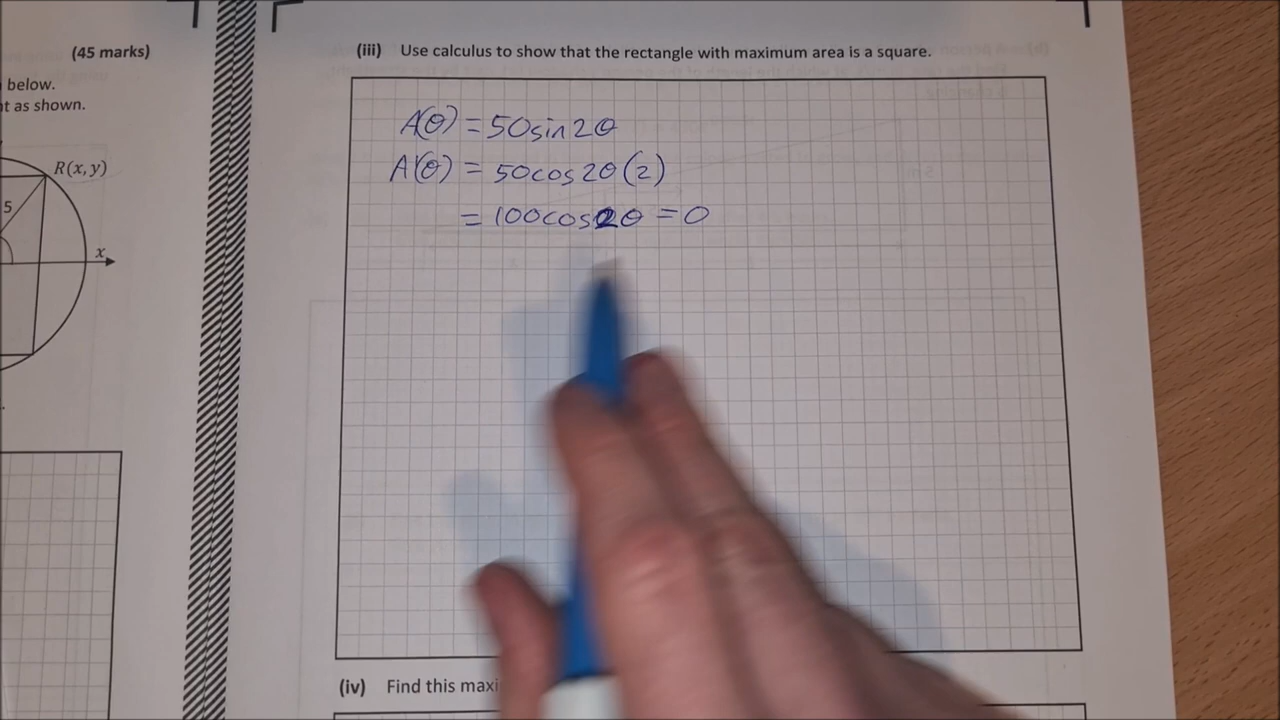 (45 marks)
below.
t as shown.
R(x, y)
5
x
(iii) Use calculus to show that the rectangle with maximum area is a square.
A(θ) = 50sin2θ
A'(θ) = 50cos2θ(2)
= 100cos2θ = 0
(iv) Find this maxi